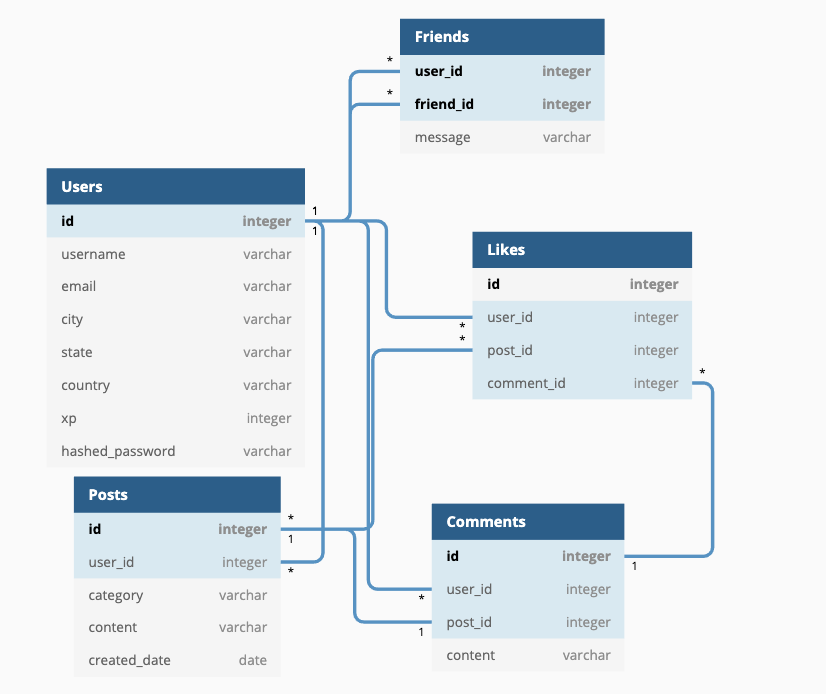 Friends
user_id integer
friend_id integer
message varchar
Users
id integer
username varchar
email varchar
city varchar
state varchar
country varchar
xp integer
hashed_password varchar
Likes
id integer
user_id integer
post_id integer
comment_id integer
Posts
id integer
user_id integer
category varchar
content varchar
created_date date
Comments
id integer
user_id integer
post_id integer
content varchar
*
*
1
1
*
*
*
*
1
*
*
1
1